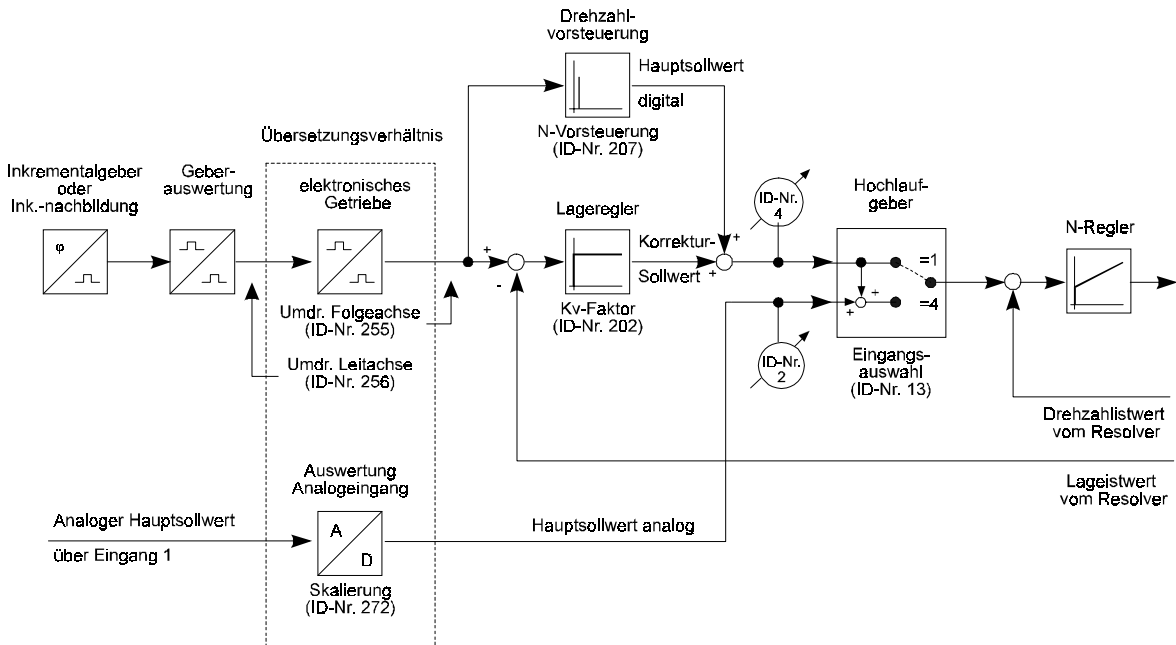 Drehzahl-
vorsteuerung
Hauptsollwert
digital
N-Vorsteuerung
(ID-Nr. 207)
Übersetzungsverhältnis
Inkrementalgeber
oder
Ink.-nachbildung
Geber-
auswertung
elektronisches
Getriebe
Lageregler
Korrektur-
Sollwert
ID-Nr.
4
Hochlauf-
geber
N-Regler
φ
+
-
+
+
=1
=4
+
+
Umdr. Folgeachse
(ID-Nr. 255)
Kv-Faktor
(ID-Nr. 202)
ID-Nr.
2
Umdr. Leitachse
(ID-Nr. 256)
Eingangs-
auswahl
(ID-Nr. 13)
Drehzahlistwert
vom Resolver
Lageistwert
vom Resolver
Auswertung
Analogeingang
Analoger Hauptsollwert
über Eingang 1
A
D
Hauptsollwert analog
Skalierung
(ID-Nr. 272)